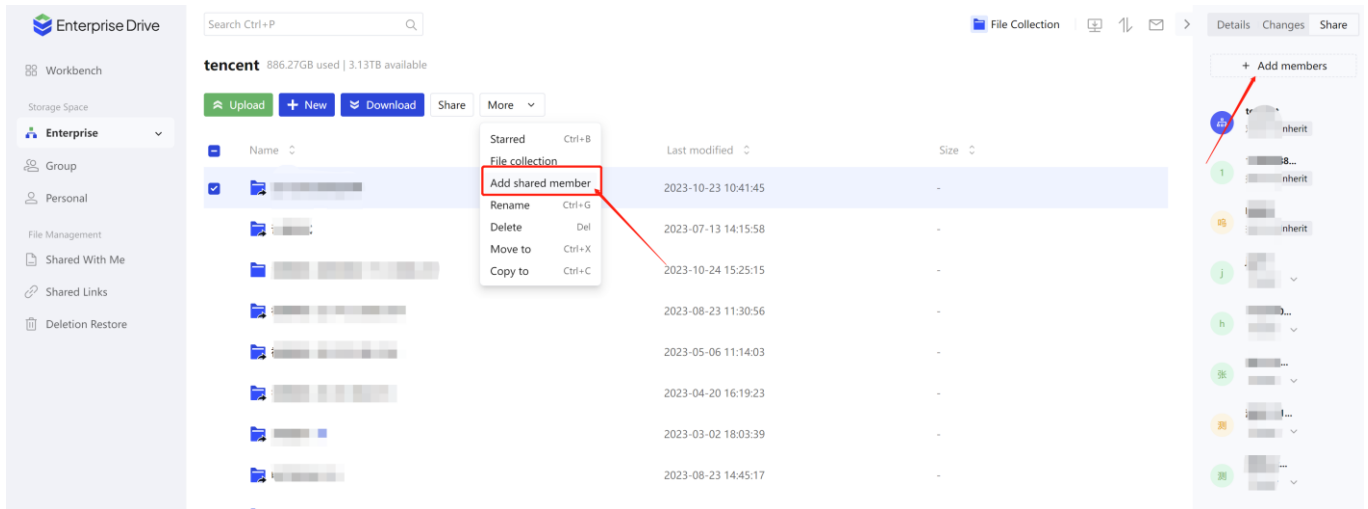 Enterprise Drive
Search Ctrl+P
File Collection
Details Changes Share
Workbench
tencent 886.27GB used | 3.13TB available
+ Add members
Storage Space
Upload + New Download Share More
Enterprise
Starred Ctrl+B
nherit
Name Last modified Size
File collection
Group
Add shared member
2023-10-23 10:41:45
1
nherit
Personal
Rename Ctrl+G
Delete Del
2023-07-13 14:15:58
nherit
File Management
Move to Ctrl+X
Shared With Me
Copy to Ctrl+C
2023-10-24 15:25:15
j
Shared Links
2023-08-23 11:30:56
h
Deletion Restore
2023-05-06 11:14:03
张
2023-04-20 16:19:23
2023-03-02 18:03:39
测
2023-08-23 14:45:17
测